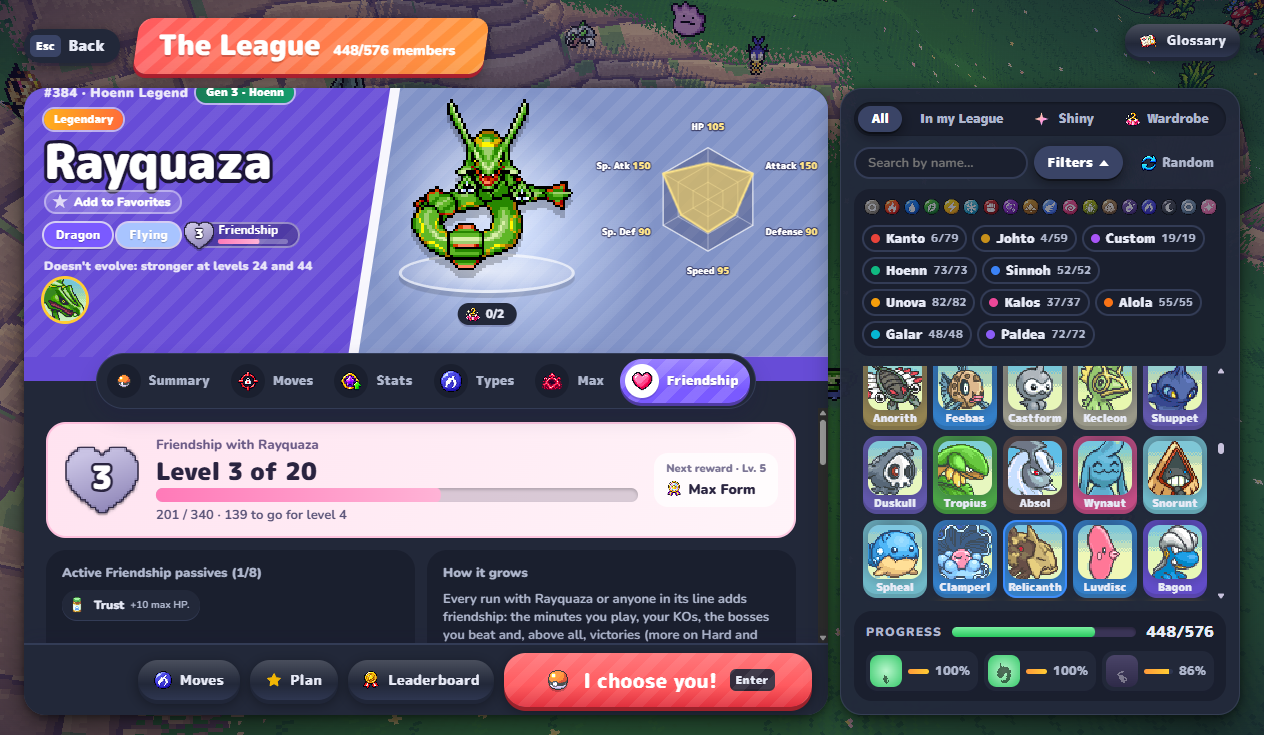 Esc Back
The League 448/576 members
Glossary
#384 · Hoenn Legend Gen 3 - Hoenn
Legendary
Rayquaza
Add to Favorites
Dragon Flying 3 Friendship
Doesn't evolve: stronger at levels 24 and 44
HP 105
Sp. Atk 150 Attack 150
Sp. Def 90 Defense 90
Speed 95
0/2
Summary Moves Stats Types Max Friendship
3
Friendship with Rayquaza
Level 3 of 20
201 / 340 · 139 to go for level 4
Next reward · Lv. 5
Max Form
Active Friendship passives (1/8)
Trust +10 max HP.
How it grows
Every run with Rayquaza or anyone in its line adds
friendship: the minutes you play, your KOs, the bosses
you beat and, above all, victories (more on Hard and
Moves Plan Leaderboard I choose you! Enter
All In my League Shiny Wardrobe
Search by name... Filters Random
Kanto 6/79 Johto 4/59 Custom 19/19
Hoenn 73/73 Sinnoh 52/52
Unova 82/82 Kalos 37/37 Alola 55/55
Galar 48/48 Paldea 72/72
Anorith Feebas Castform Kecleon Shuppet
Duskull Tropius Absol Wynaut Snorunt
Spheal Clamperl Relicanth Luvdisc Bagon
PROGRESS 448/576
100% 100% 86%